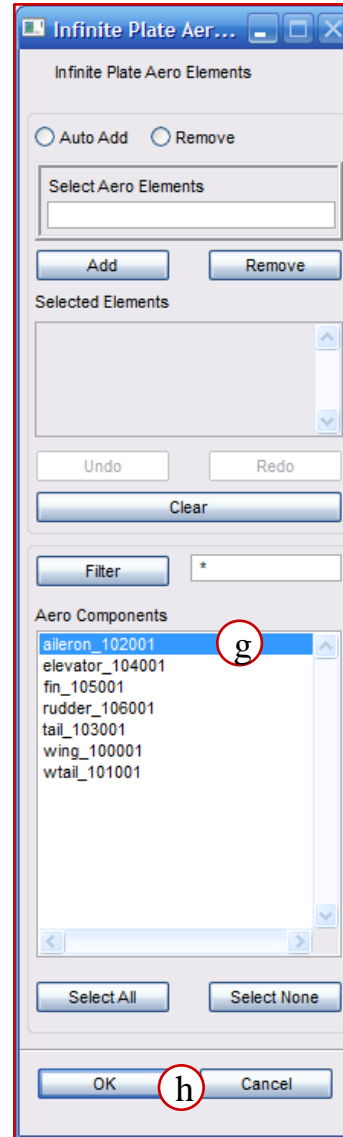 Infinite Plate Aer...
Infinite Plate Aero Elements
Auto Add Remove
Select Aero Elements
Add Remove
Selected Elements
Undo Redo
Clear
Filter *
Aero Components
aileron_102001 g
elevator_104001
fin_105001
rudder_106001
tail_103001
wing_100001
wtail_101001
Select All Select None
OK h Cancel